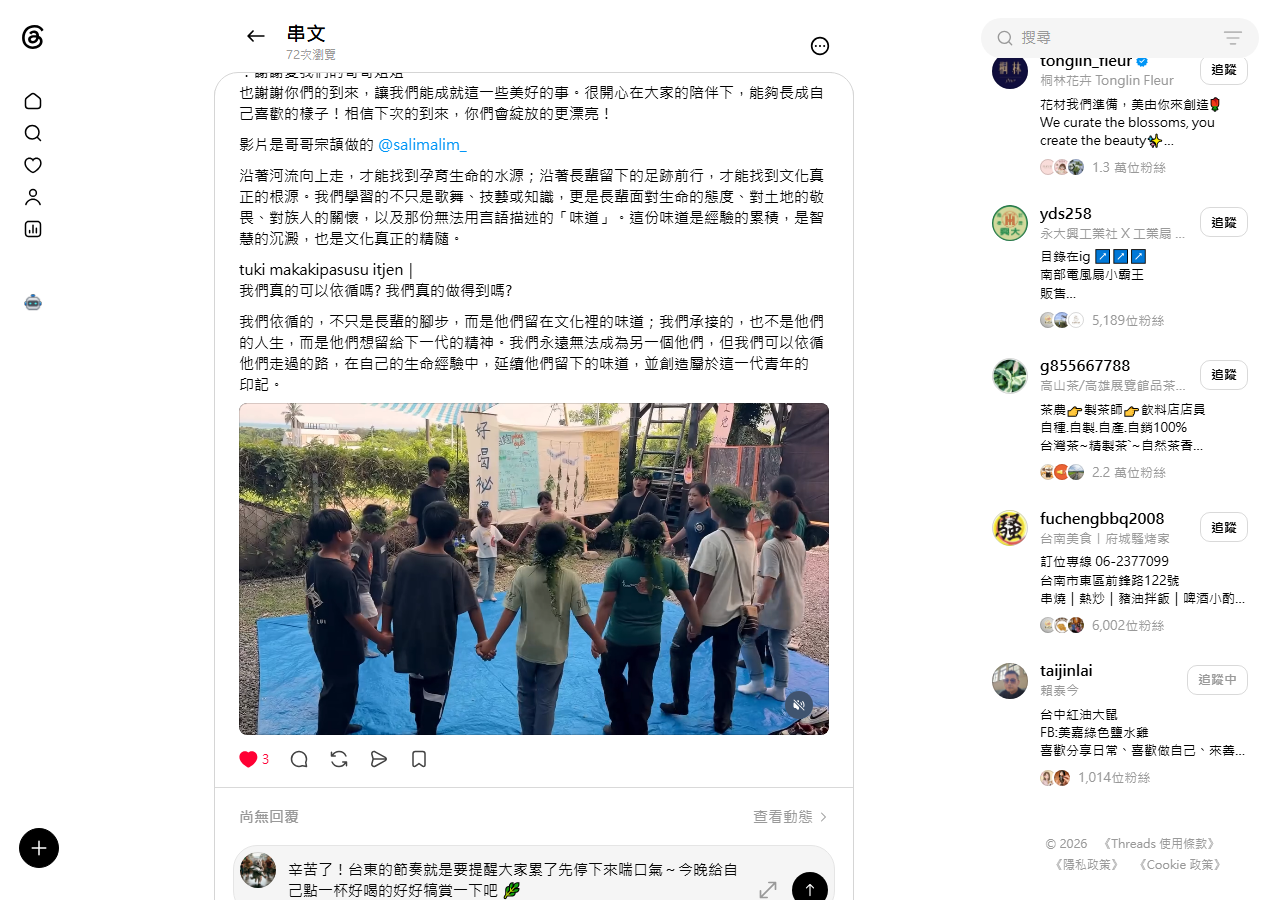 串文
72次瀏覽
！謝謝愛我們的哥哥姐姐
也謝謝你們的到來，讓我們能成就這一些美好的事。很開心在大家的陪伴下，能夠長成自
己喜歡的樣子！相信下次的到來，你們會綻放的更漂亮！
影片是哥哥宗頡做的 @salimalim_
沿著河流向上走，才能找到孕育生命的水源；沿著長輩留下的足跡前行，才能找到文化真
正的根源。我們學習的不只是歌舞、技藝或知識，更是長輩面對生命的態度、對土地的敬
畏、對族人的關懷，以及那份無法用言語描述的「味道」。這份味道是經驗的累積，是智
慧的沉澱，也是文化真正的精隨。
tuki makakipasusu itjen |
我們真的可以依循嗎? 我們真的做得到嗎?
我們依循的，不只是長輩的腳步，而是他們留在文化裡的味道；我們承接的，也不是他們
的人生，而是他們想留給下一代的精神。我們永遠無法成為另一個他們，但我們可以依循
他們走過的路，在自己的生命經驗中，延續他們留下的味道，並創造屬於這一代青年的
印記。
好喝祕
3
尚無回覆
查看動態
辛苦了！台東的節奏就是要提醒大家累了先停下來喘口氣～今晚給自
己點一杯好喝的好好犒賞一下吧 🌿
搜尋
tonglin_fleur
追蹤
桐林花卉 Tonglin Fleur
花材我們準備，美由你來創造🌹
We curate the blossoms, you
create the beauty✨...
1.3 萬位粉絲
yds258
追蹤
永大興工業社 X 工業扇 ...
目錄在ig ↗️↗️↗️
南部電風扇小霸王
販售...
5,189位粉絲
g855667788
追蹤
高山茶/高雄展覽館品茶...
茶農👉製茶師👉飲料店店員
自種.自製.自產.自銷100%
台灣茶~精製茶`~自然茶香...
2.2 萬位粉絲
fuchengbbq2008
追蹤
台南美食｜府城騷烤家
訂位專線 06-2377099
台南市東區前鋒路122號
串燒 | 熱炒 | 豬油拌飯 | 啤酒小酌...
6,002位粉絲
taijinlai
追蹤中
賴泰今
台中紅油大鼠
FB:美嘉綠色鹽水雞
喜歡分享日常、喜歡做自己、來善...
1,014位粉絲
© 2026 《Threads 使用條款》
《隱私政策》 《Cookie 政策》